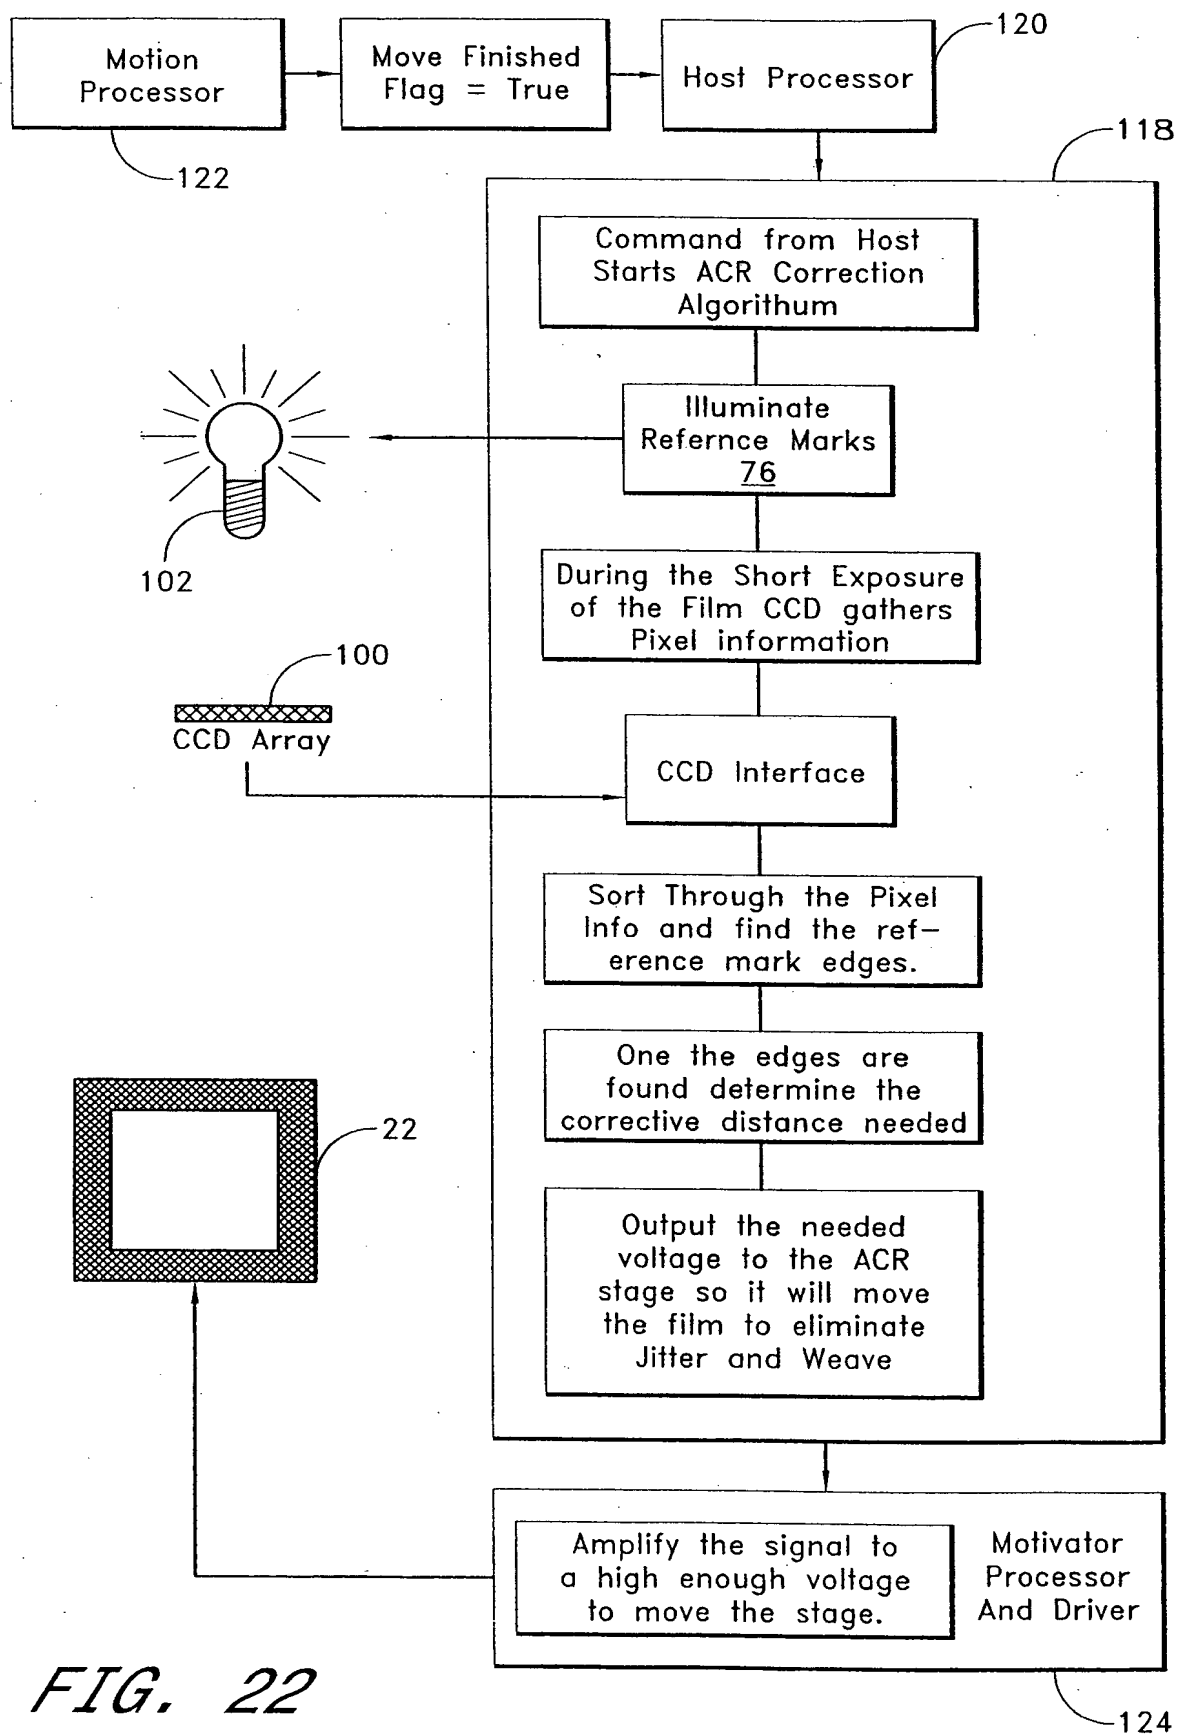 Motion
Processor
122
Move Finished
Flag = True
Host Processor
120
118
Command from Host
Starts ACR Correction
Algorithum
Illuminate
Refernce Marks
76
102
During the Short Exposure
of the Film CCD gathers
Pixel information
100
CCD Array
CCD Interface
Sort Through the Pixel
Info and find the ref-
erence mark edges.
One the edges are
found determine the
corrective distance needed
22
Output the needed
voltage to the ACR
stage so it will move
the film to eliminate
Jitter and Weave
Amplify the signal to
a high enough voltage
to move the stage.
Motivator
Processor
And Driver
124
FIG. 22